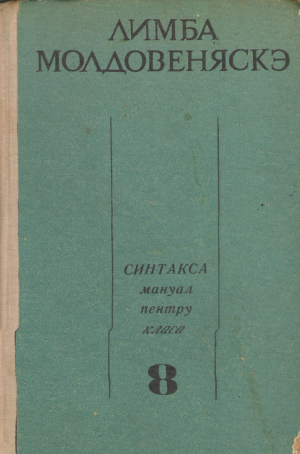 ЛИМБА
МОЛДОВЕНЯСКЭ
СИНТАКСА
мануал
пентру
класа
8